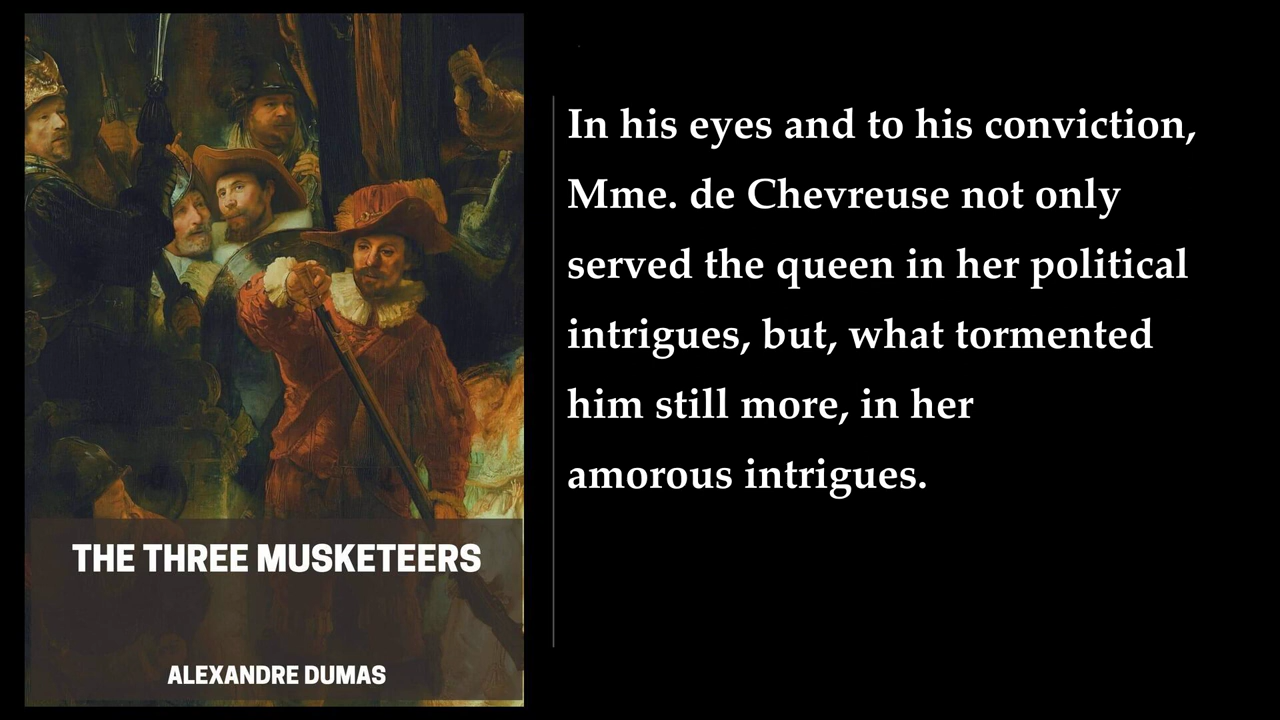 In his eyes and to his conviction,
Mme. de Chevreuse not only
served the queen in her political
intrigues, but, what tormented
him still more, in her
amorous intrigues.
THE THREE MUSKETEERS
ALEXANDRE DUMAS